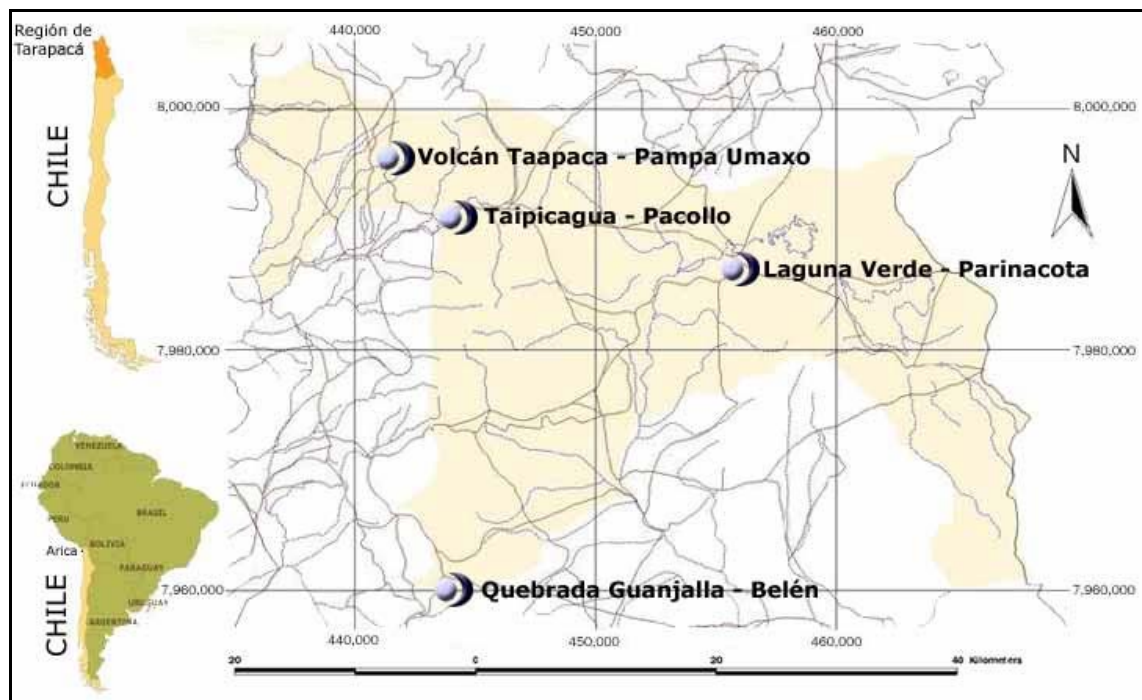 Región de
Tarapacá
CHILE
440,000
450,000
460,000
8,000,000
8,000,000
Volcán Taapaca - Pampa Umaxo
N
Taipicagua - Pacollo
Laguna Verde - Parinacota
7,980,000
7,980,000
VENEZUELA
COLOMBIA
ECUADOR
PERU
BRASIL
Arica
BOLIVIA
PARAGUAY
CHILE
URUGUAY
ARGENTINA
7,960,000
7,960,000
Quebrada Guanjalla - Belén
440,000
450,000
460,000
20
0
20
40 Kilometers